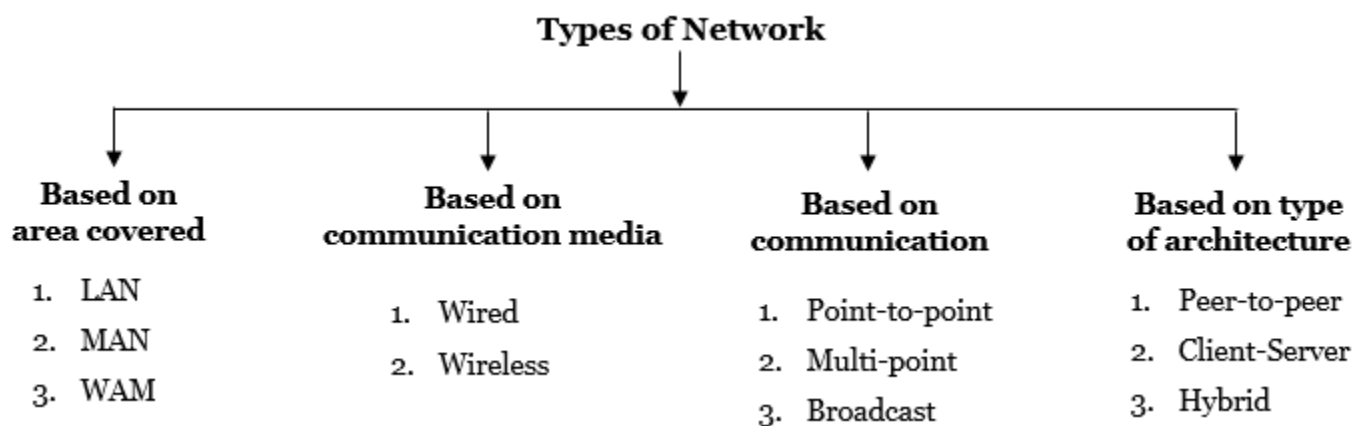 Types of Network
Based on
area covered
1. LAN
2. MAN
3. WAM
Based on
communication media
1. Wired
2. Wireless
Based on
communication
1. Point-to-point
2. Multi-point
3. Broadcast
Based on type
of architecture
1. Peer-to-peer
2. Client-Server
3. Hybrid